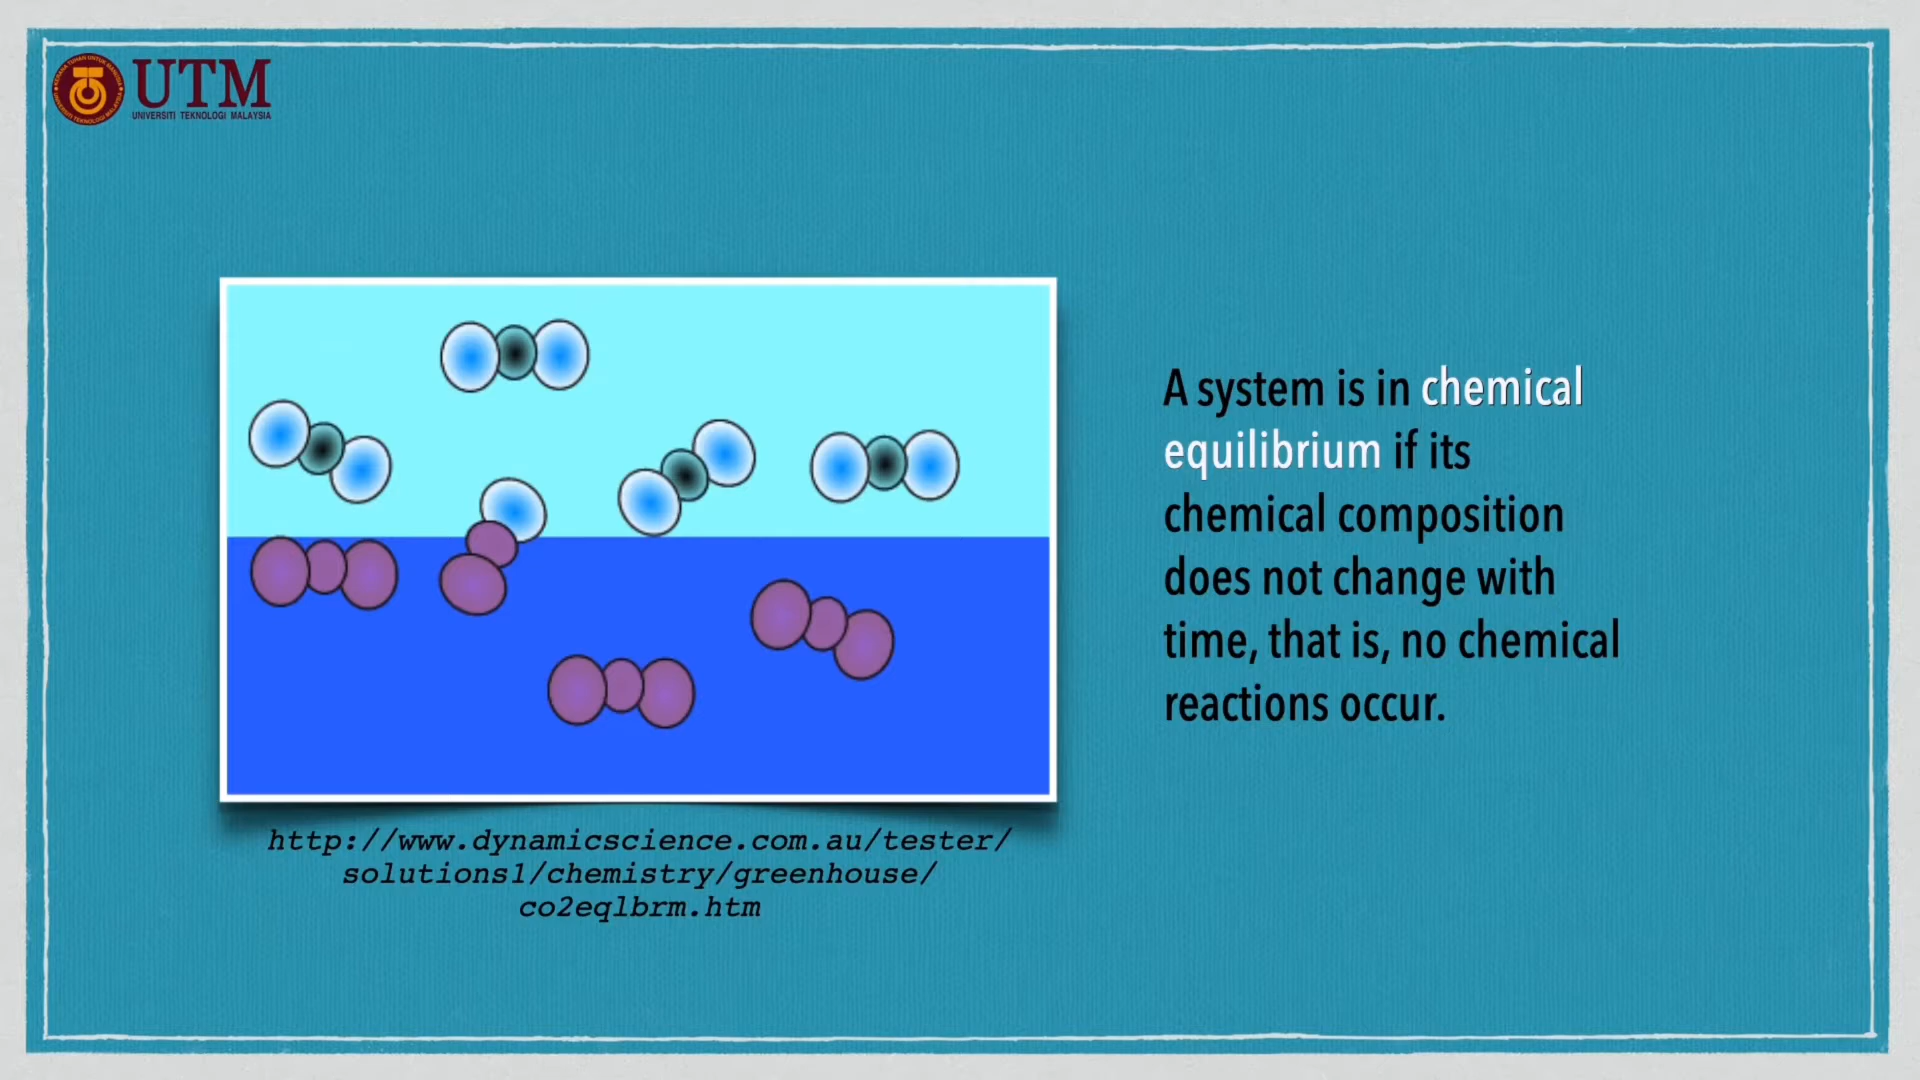 UTM
UNIVERSITI TEKNOLOGI MALAYSIA
A system is in chemical
equilibrium if its
chemical composition
does not change with
time, that is, no chemical
reactions occur.
http://www.dynamicscience.com.au/tester/
solutions1/chemistry/greenhouse/
co2eqlbrm.htm